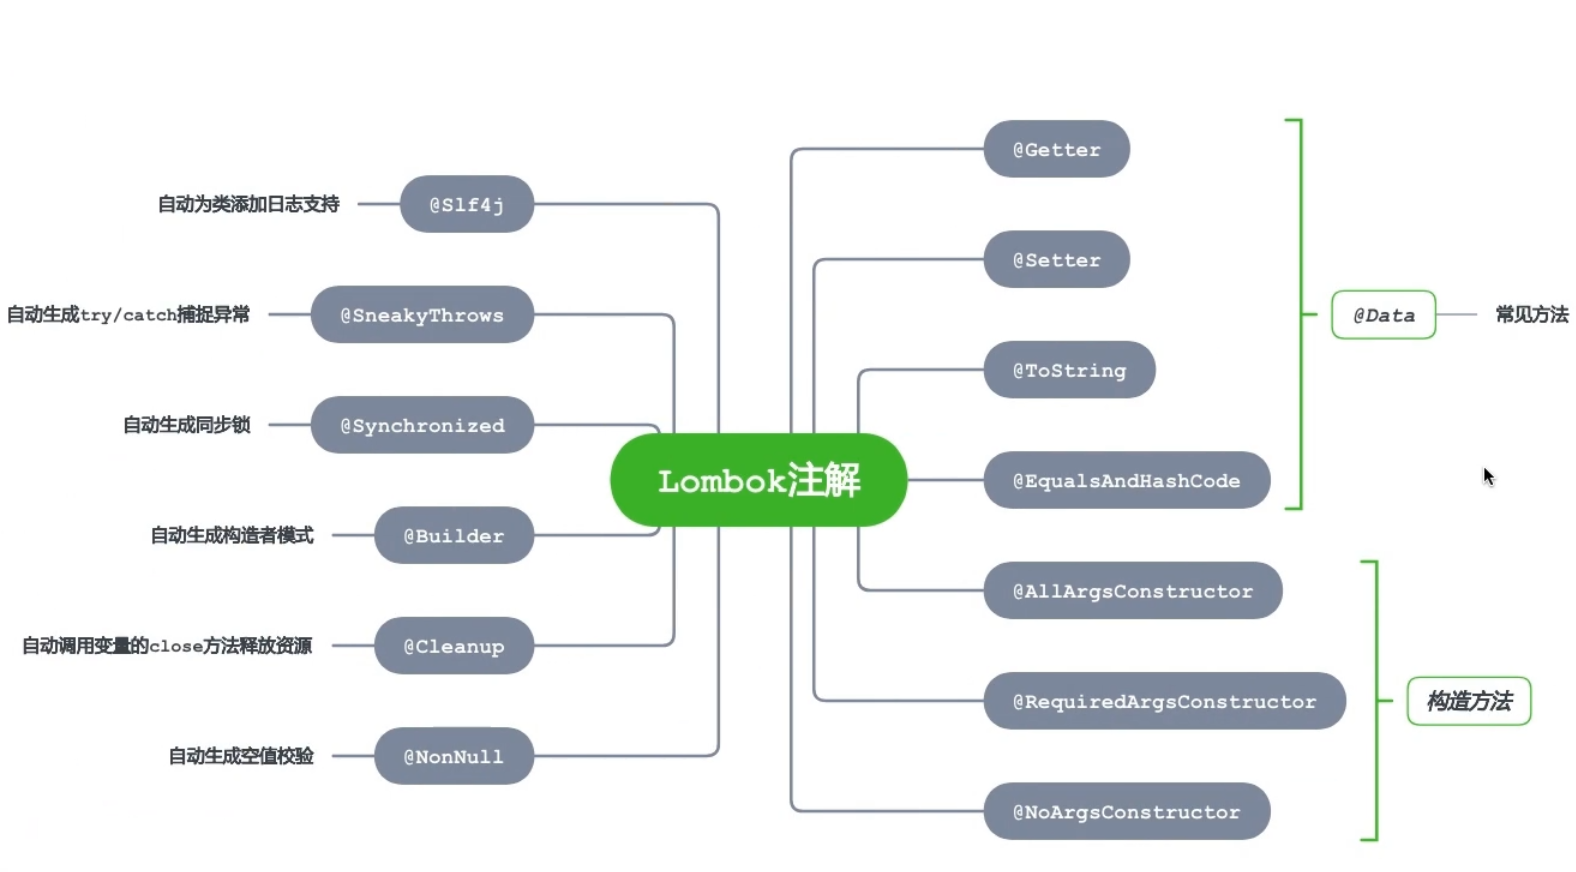 Lombok注解
@Getter
@Setter
@ToString
@EqualsAndHashCode
@Data
常见方法
@AllArgsConstructor
@RequiredArgsConstructor
@NoArgsConstructor
构造方法
自动为类添加日志支持
@Slf4j
自动生成try/catch捕捉异常
@SneakyThrows
自动生成同步锁
@Synchronized
自动生成构造者模式
@Builder
自动调用变量的close方法释放资源
@Cleanup
自动生成空值校验
@NonNull